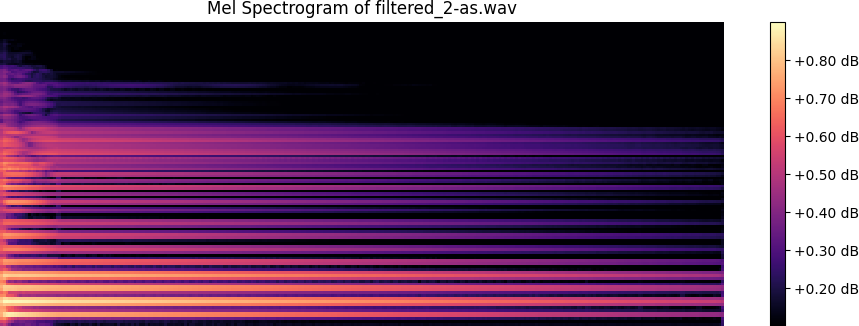 Mel Spectrogram of filtered_2-as.wav
+0.80 dB
+0.70 dB
+0.60 dB
+0.50 dB
+0.40 dB
+0.30 dB
+0.20 dB